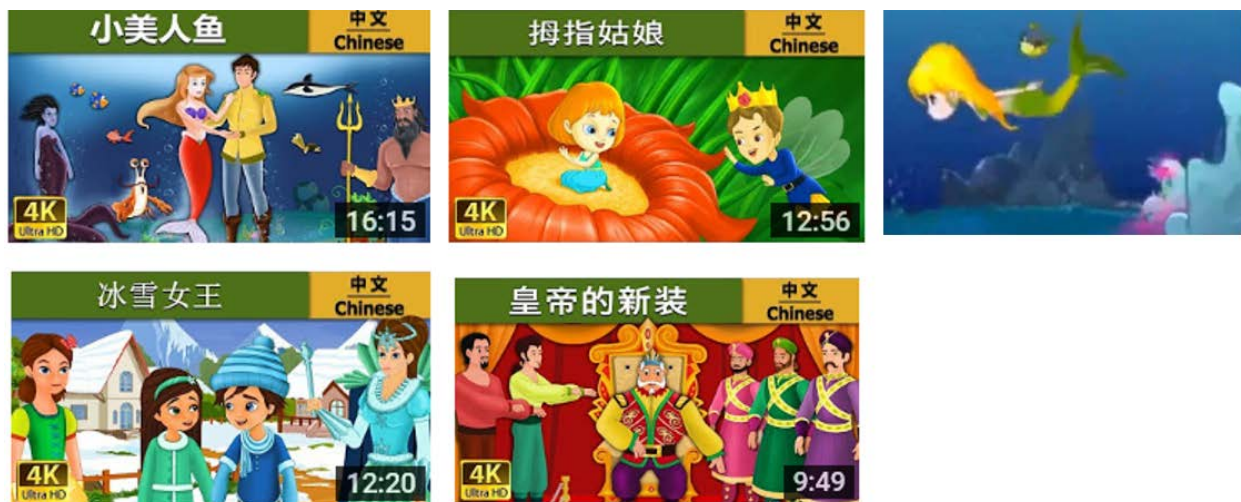 小美人鱼
中文
Chinese
4K
Ultra HD
16:15
拇指姑娘
中文
Chinese
4K
Ultra HD
12:56
冰雪女王
中文
Chinese
4K
Ultra HD
12:20
皇帝的新装
中文
Chinese
4K
Ultra HD
9:49